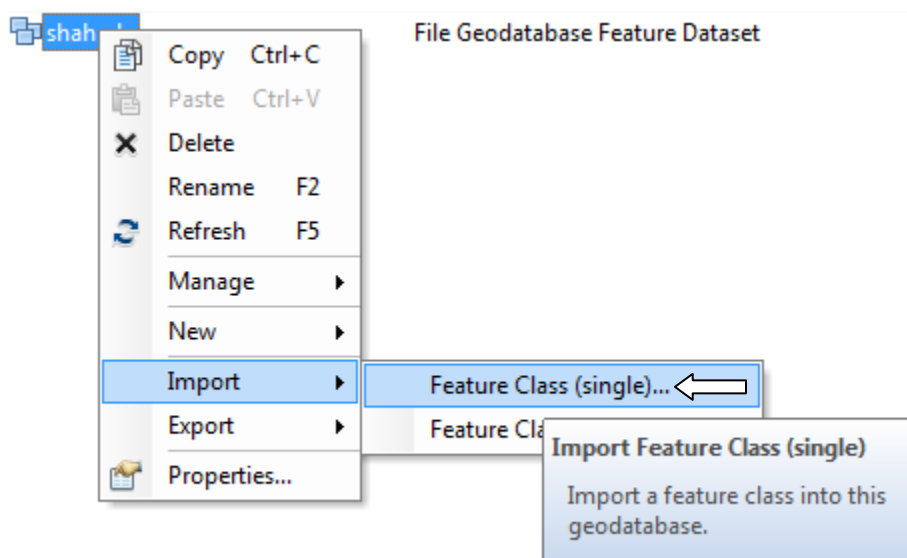 File Geodatabase Feature Dataset
Copy Ctrl+C
Paste Ctrl+V
Delete
Rename F2
Refresh F5
Manage
New
Import
Feature Class (single)...
Export
Feature
Import Feature Class (single)
Properties...
Import a feature class into this
geodatabase.